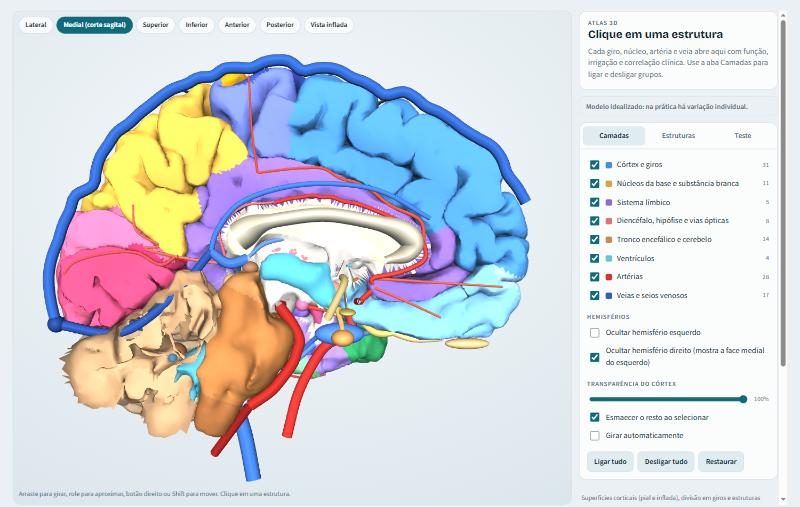 Lateral
Medial (corte sagital)
Superior
Inferior
Anterior
Posterior
Vista inflada
ATLAS 3D
Clique em uma estrutura
Cada giro, núcleo, artéria e veia abre aqui com função,
irrigação e correlação clínica. Use a aba Camadas para
ligar e desligar grupos.
Modelo idealizado: na prática há variação individual.
Camadas
Estruturas
Teste
Córtex e giros 31
Núcleos da base e substância branca 11
Sistema límbico 5
Diencéfalo, hipófise e vias ópticas 8
Tronco encefálico e cerebelo 14
Ventrículos 4
Artérias 28
Veias e seios venosos 17
HEMISFÉRIOS
Ocultar hemisfério esquerdo
Ocultar hemisfério direito (mostra a face medial
do esquerdo)
TRANSPARÊNCIA DO CÓRTEX
100%
Esmaecer o resto ao selecionar
Girar automaticamente
Ligar tudo
Desligar tudo
Restaurar
Arraste para girar, role para aproximar, botão direito ou Shift para mover. Clique em uma estrutura.
Superfícies corticais (pial e inflada), divisão em giros e estruturas